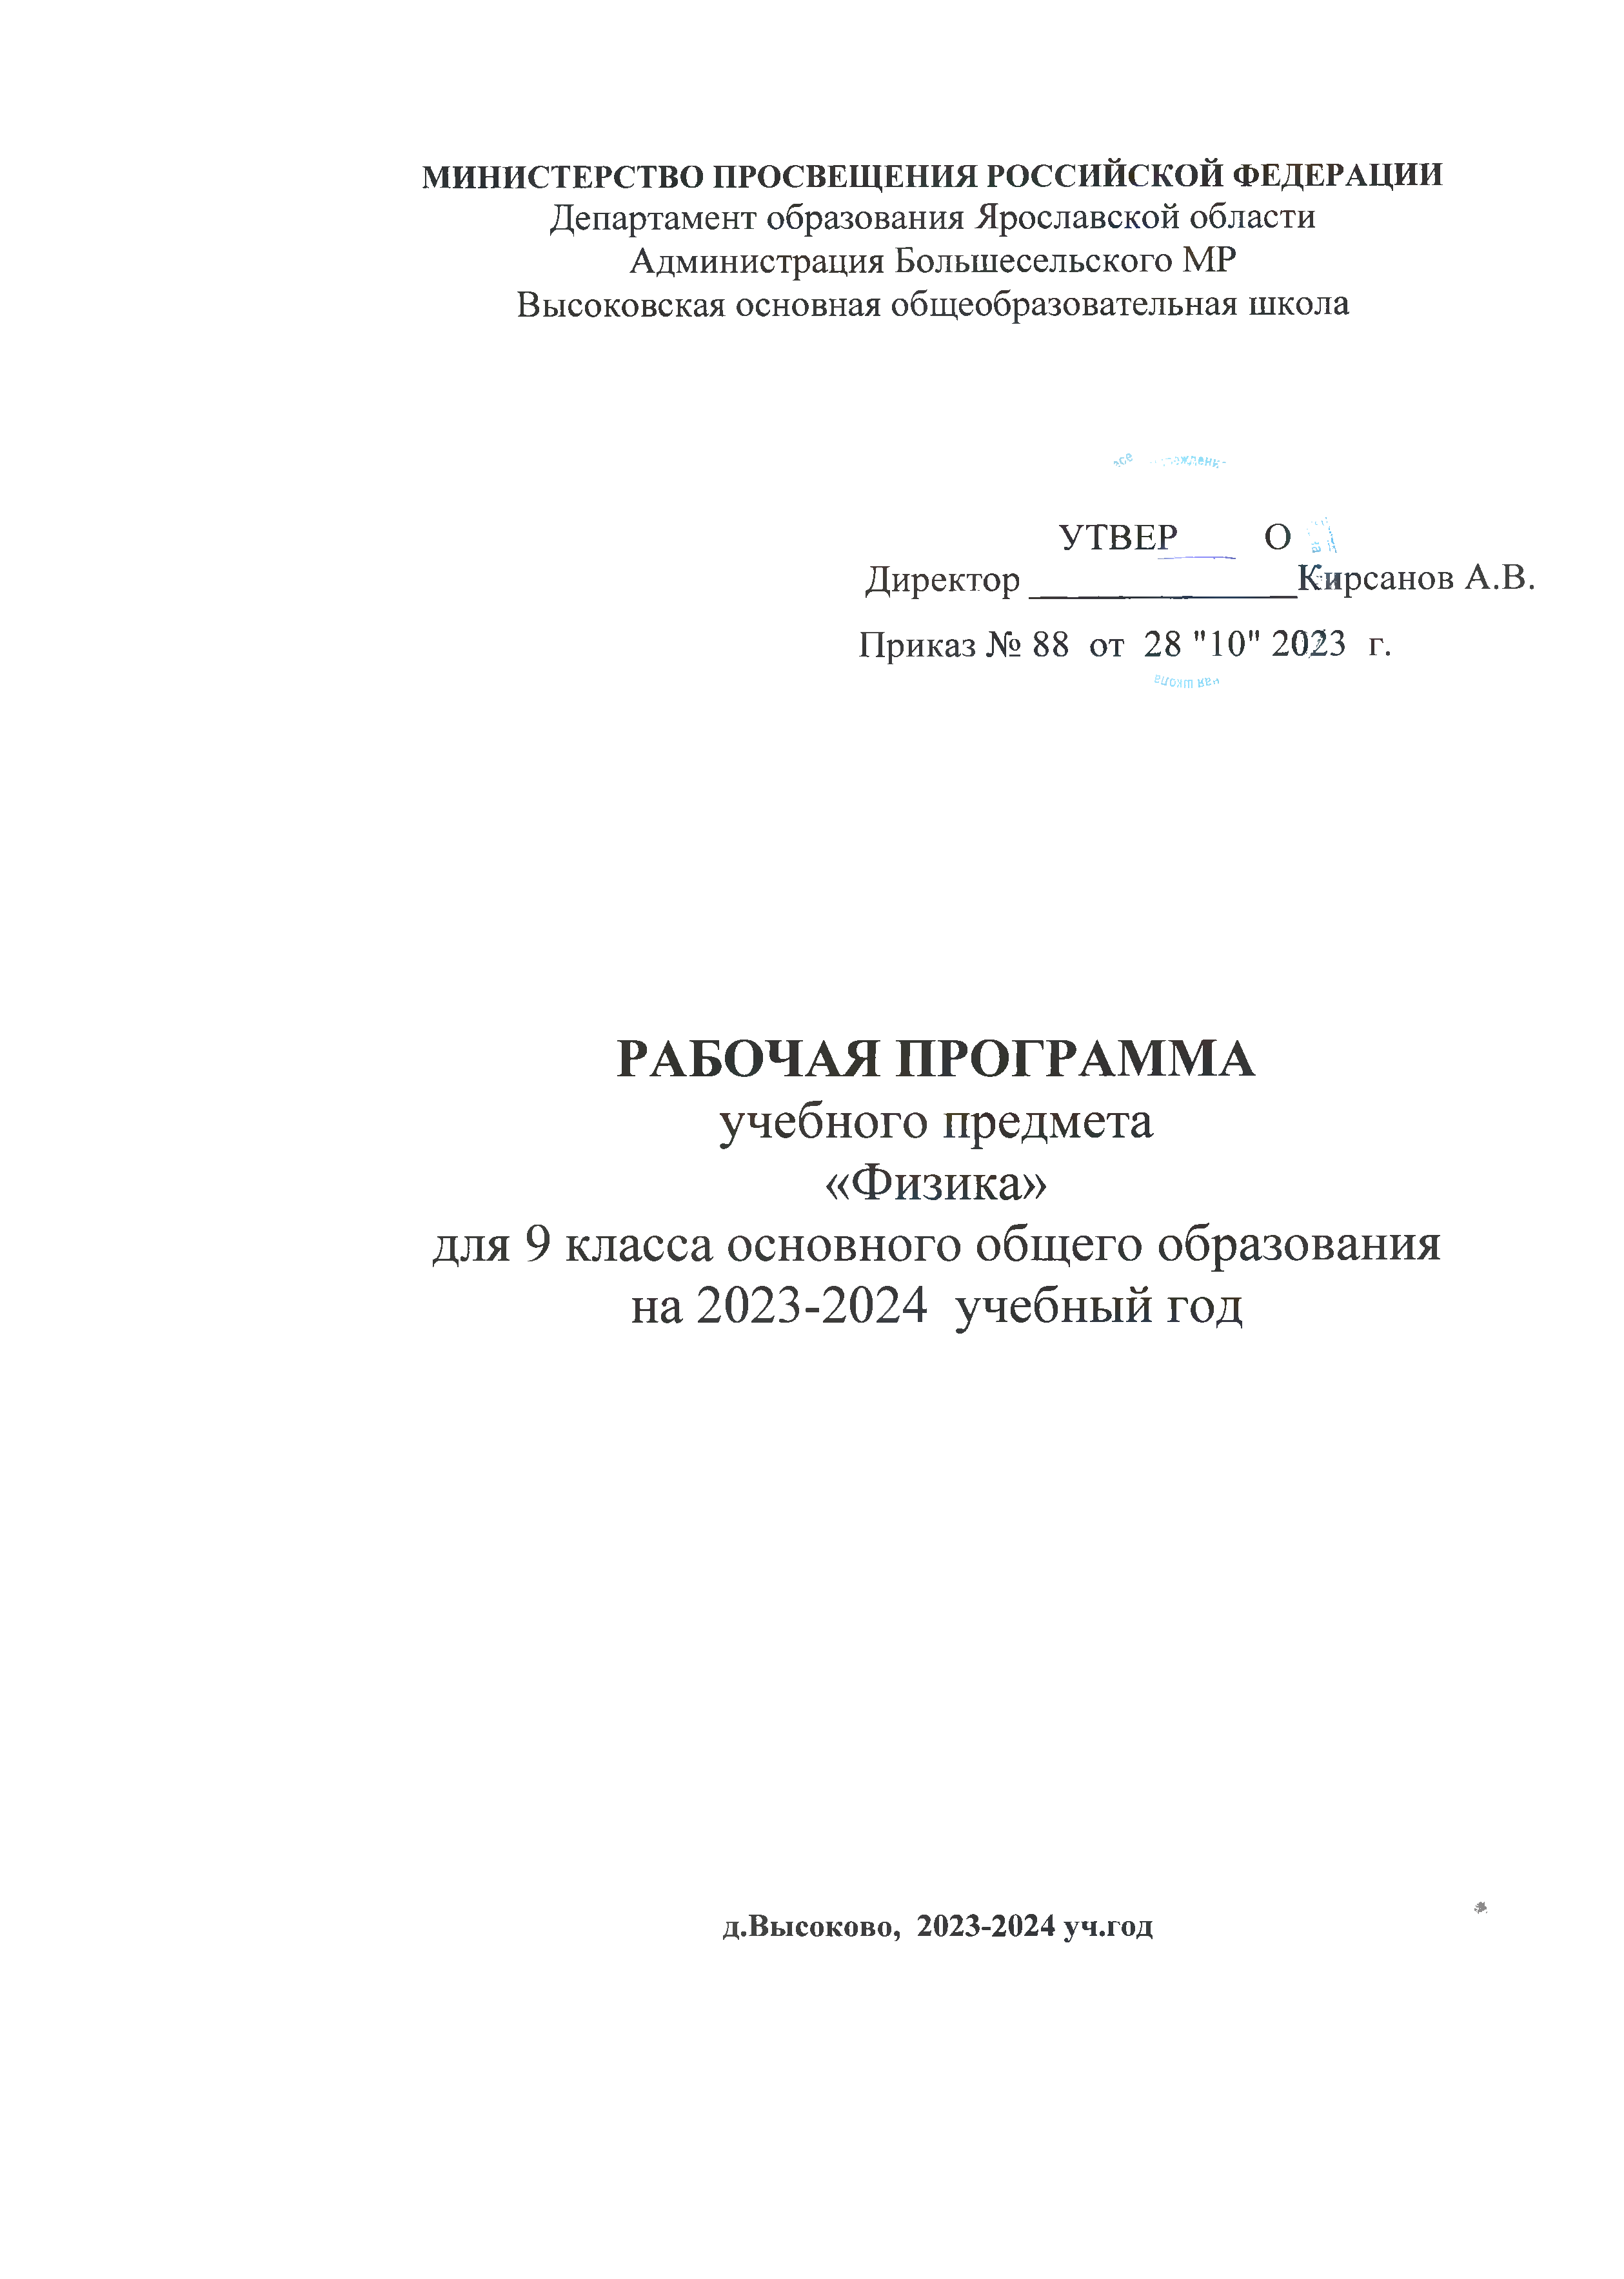 МИНИСТЕРСТВО ПРОСВЕЩЕНИЯ РОССИЙСКОЙ ФЕДЕРАЦИИ
Департамент образования Ярославской области
Администрация Большесельского МР
Высоковская основная общеобразовательная школа
УТВЕР О
Директор ______________Кирсанов А.В.
Приказ № 88 от 28 "10" 2023 г.
РАБОЧАЯ ПРОГРАММА
учебного предмета
«Физика»
для 9 класса основного общего образования
на 2023-2024 учебный год
д.Высоково, 2023-2024 уч.год